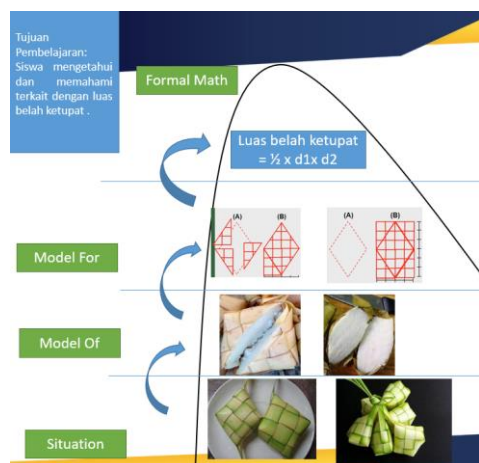 Tujuan
Pembelajaran:
Siswa mengetahui
dan memahami
terkait dengan luas
belah ketupat .
Formal Math
Luas belah ketupat
= ½ x d1x d2
(A)
(B)
(A)
(B)
Model For
Model Of
Situation